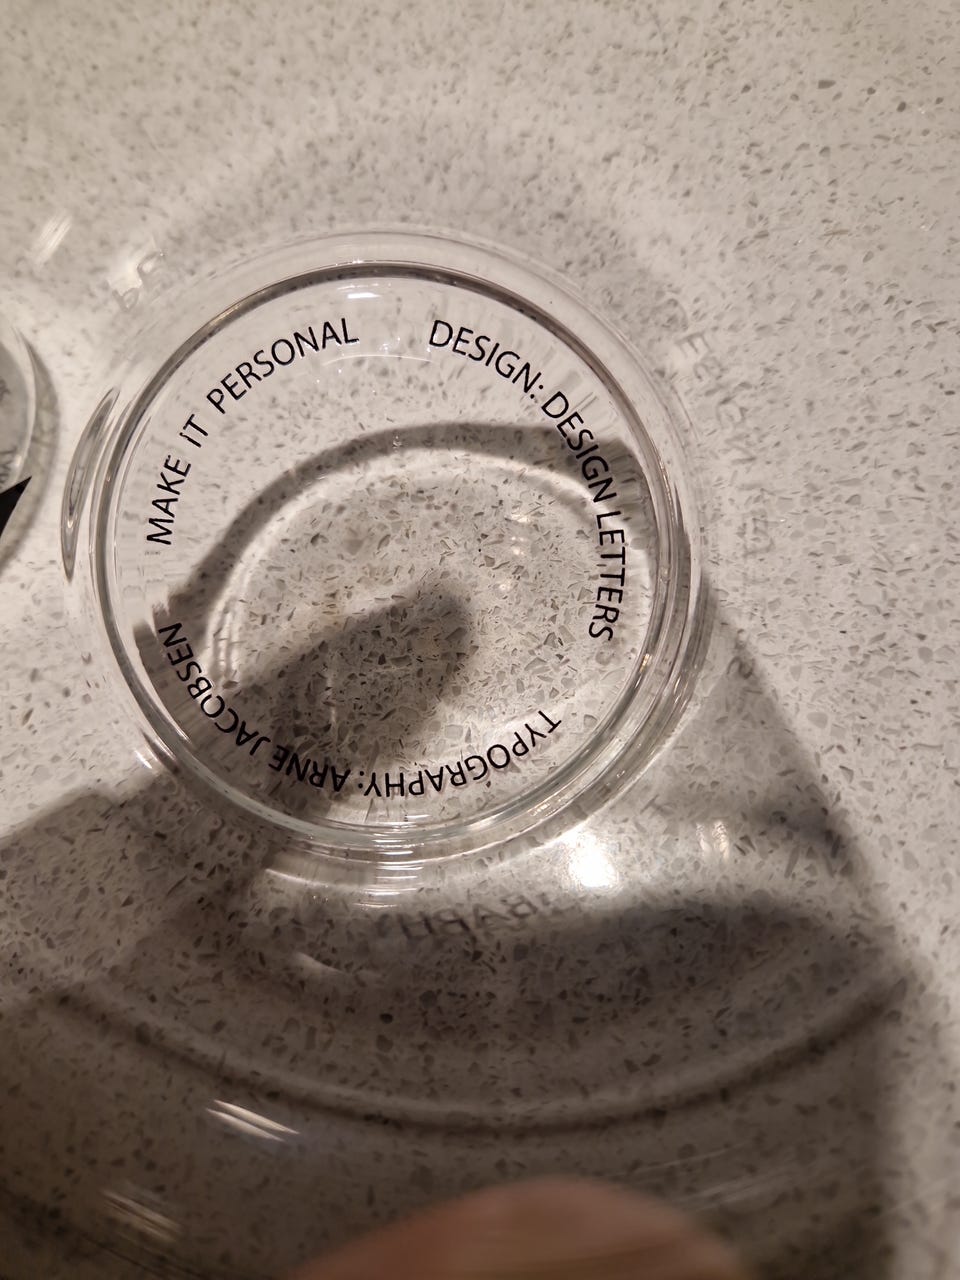 MAKE iT PERSONAL
DESIGN: DESIGN LETTERS
TYPOGRAPHY: ARNE JACOBSEN